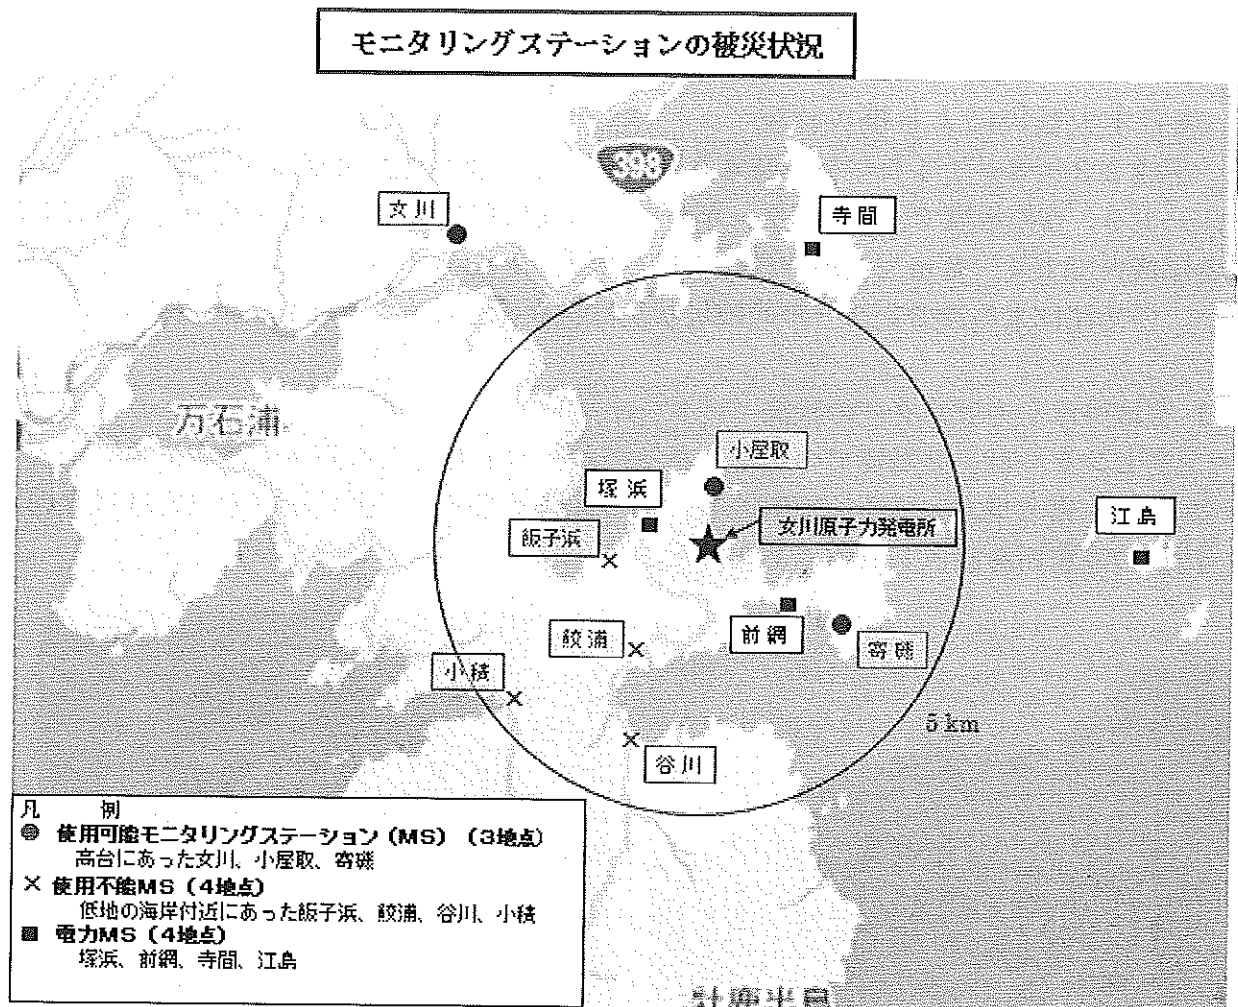 モニタリングステーションの被災状況
398
女川
寺間
万石浦
小屋取
塚浜
江島
女川原子力発電所
飯子浜
前網
鮫浦
寄磯
小積
5km
谷川
凡 例
● 使用可能モニタリングステーション(MS)(3地点)
高台にあった女川、小屋取、寄磯
× 使用不能MS(4地点)
低地の海岸付近にあった飯子浜、鮫浦、谷川、小積
■ 電力MS(4地点)
塚浜、前網、寺間、江島